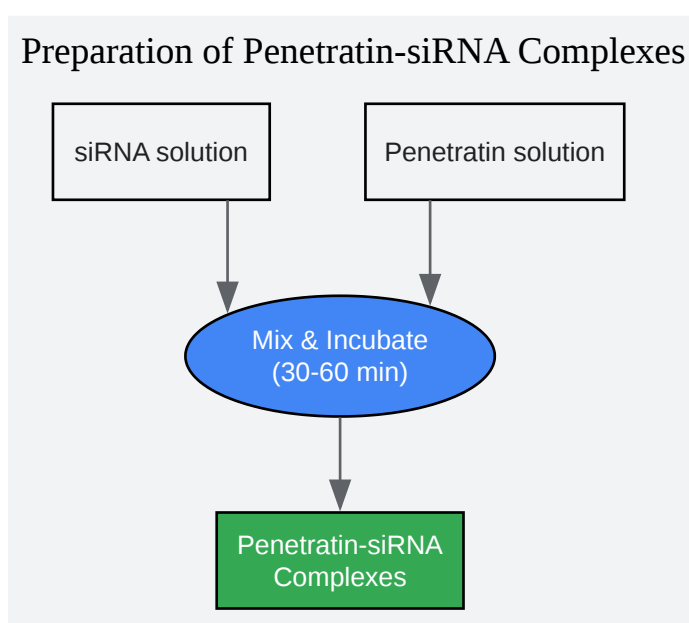 Preparation of Penetratin-siRNA Complexes
siRNA solution
Penetratin solution
Mix & Incubate
(30-60 min)
Penetratin-siRNA
Complexes